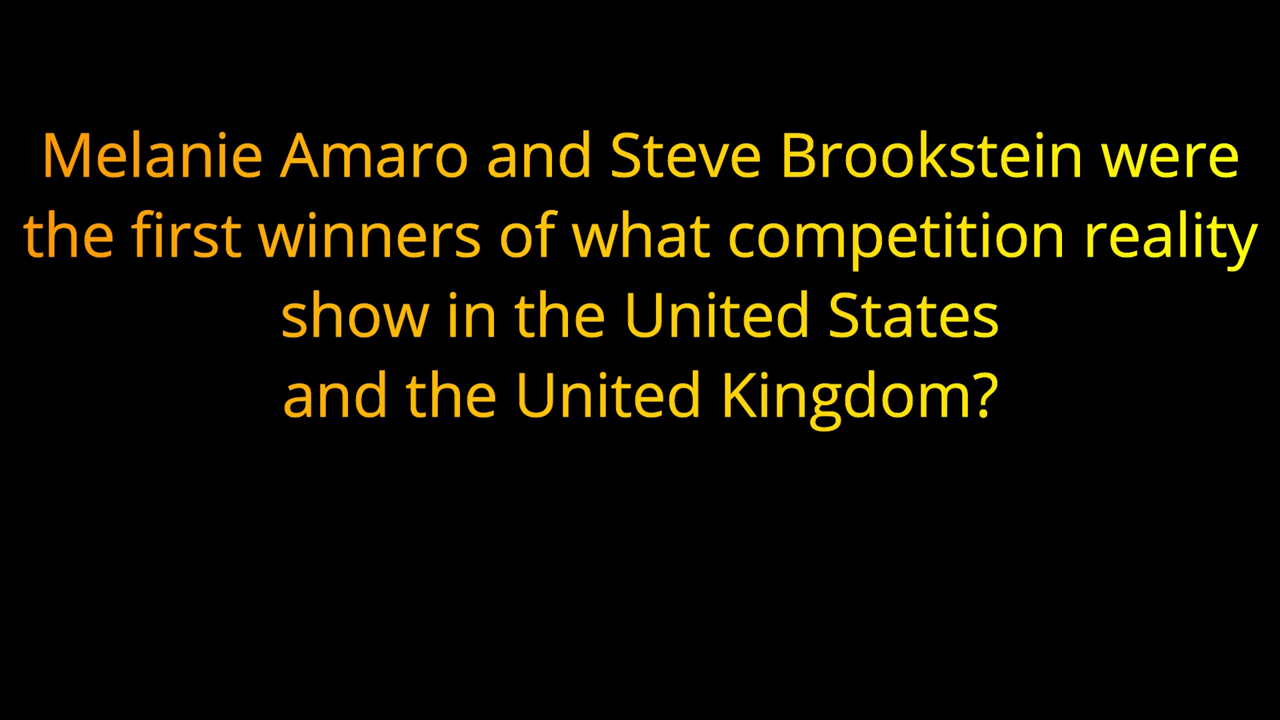 Melanie Amaro and Steve Brookstein were
the first winners of what competition reality
show in the United States
and the United Kingdom?